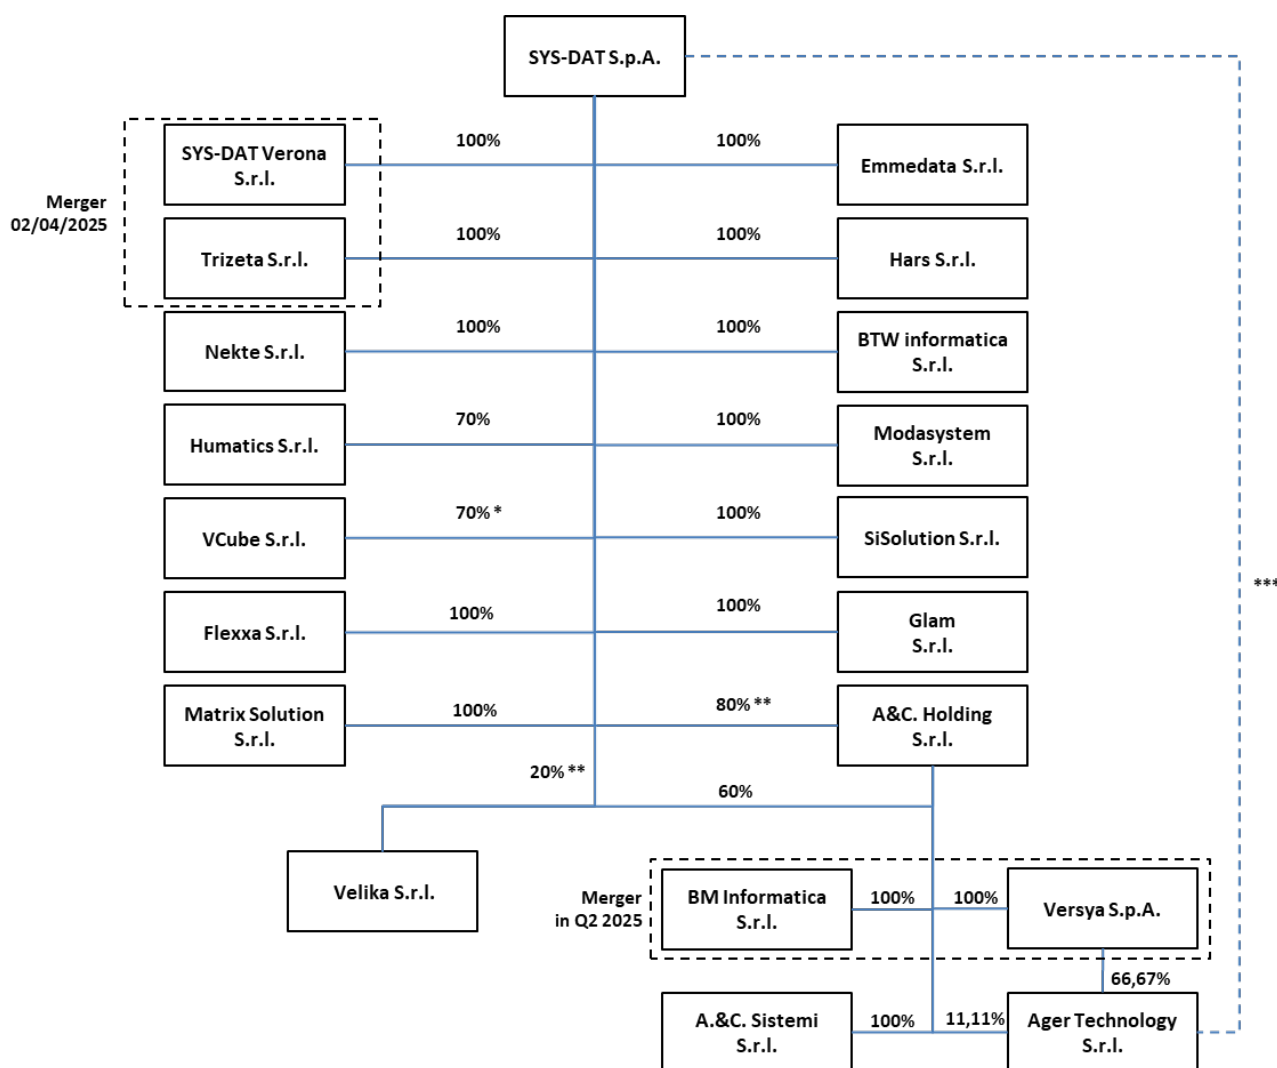 SYS-DAT S.p.A.
SYS-DAT Verona
S.r.l.
100%
100%
Emmedata S.r.l.
Merger
02/04/2025
Trizeta S.r.l.
100%
100%
Hars S.r.l.
Nekte S.r.l.
100%
100%
BTW informatica
S.r.l.
Humatics S.r.l.
70%
100%
Modasystem
S.r.l.
VCube S.r.l.
70% *
100%
SiSolution S.r.l.
***
Flexxa S.r.l.
100%
100%
Glam
S.r.l.
Matrix Solution
S.r.l.
100%
80% **
A&C. Holding
S.r.l.
20% **
60%
Velika S.r.l.
Merger
in Q2 2025
BM Informatica
S.r.l.
100%
100%
Versya S.p.A.
66,67%
A.&C. Sistemi
S.r.l.
100%
11,11%
Ager Technology
S.r.l.